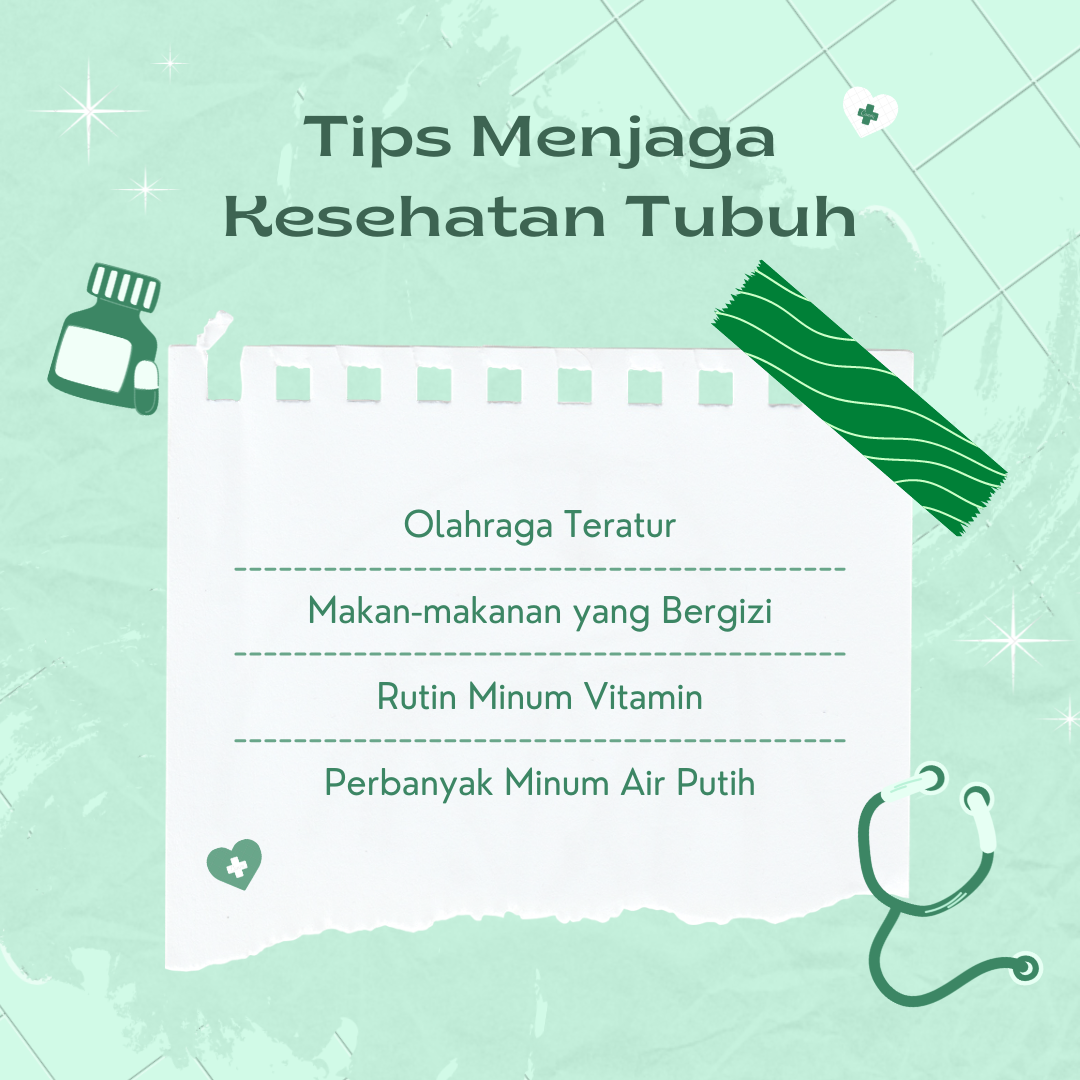 Tips Menjaga
Kesehatan Tubuh
Olahraga Teratur
Makan-makanan yang Bergizi
Rutin Minum Vitamin
Perbanyak Minum Air Putih